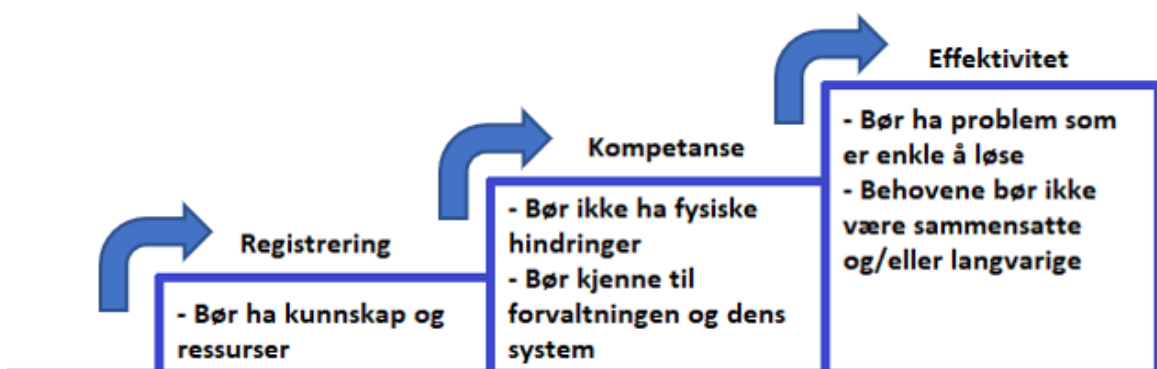 Registrering
- Bør ha kunnskap og
ressurser
Kompetanse
- Bør ikke ha fysiske
hindringer
- Bør kjenne til
forvaltningen og dens
system
Effektivitet
- Bør ha problem som
er enkle å løse
- Behovene bør ikke
være sammensatte
og/eller langvarige